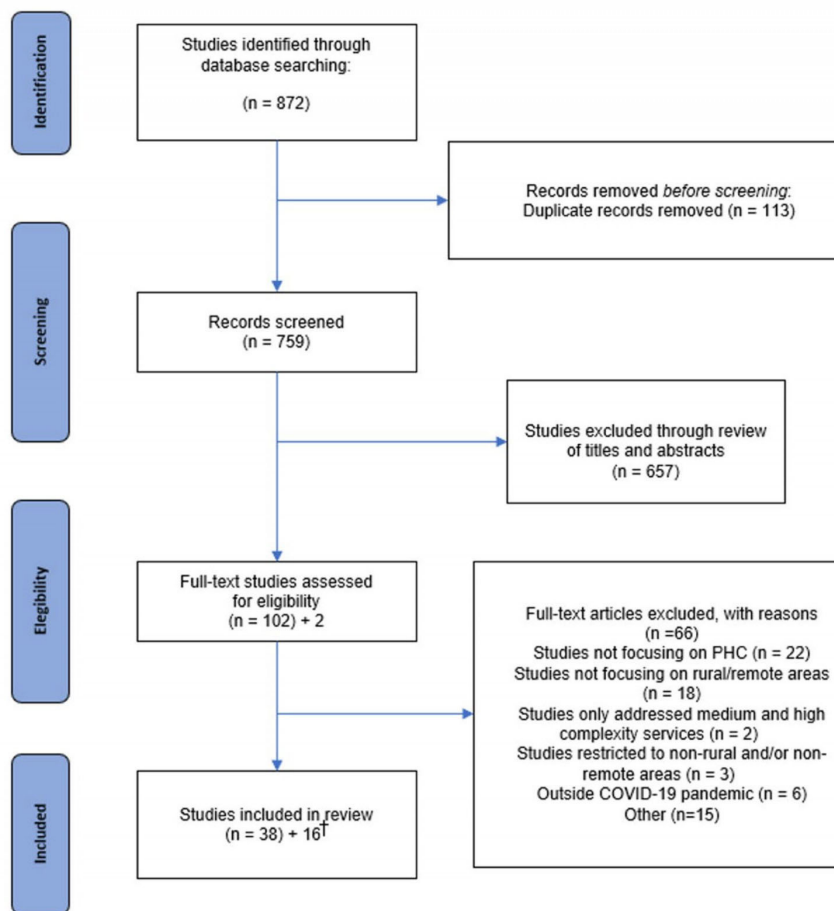 Identification
Studies identified through
database searching:
(n = 872)
Records removed before screening:
Duplicate records removed (n = 113)
Screening
Records screened
(n = 759)
Studies excluded through review
of titles and abstracts
(n = 657)
Elegibility
Full-text studies assessed
for eligibility
(n = 102) + 2
Full-text articles excluded, with reasons
(n =66)
Studies not focusing on PHC (n = 22)
Studies not focusing on rural/remote areas
(n = 18)
Studies only addressed medium and high
complexity services (n = 2)
Studies restricted to non-rural and/or non-
remote areas (n = 3)
Outside COVID-19 pandemic (n = 6)
Other (n=15)
Included
Studies included in review
(n = 38) + 16†